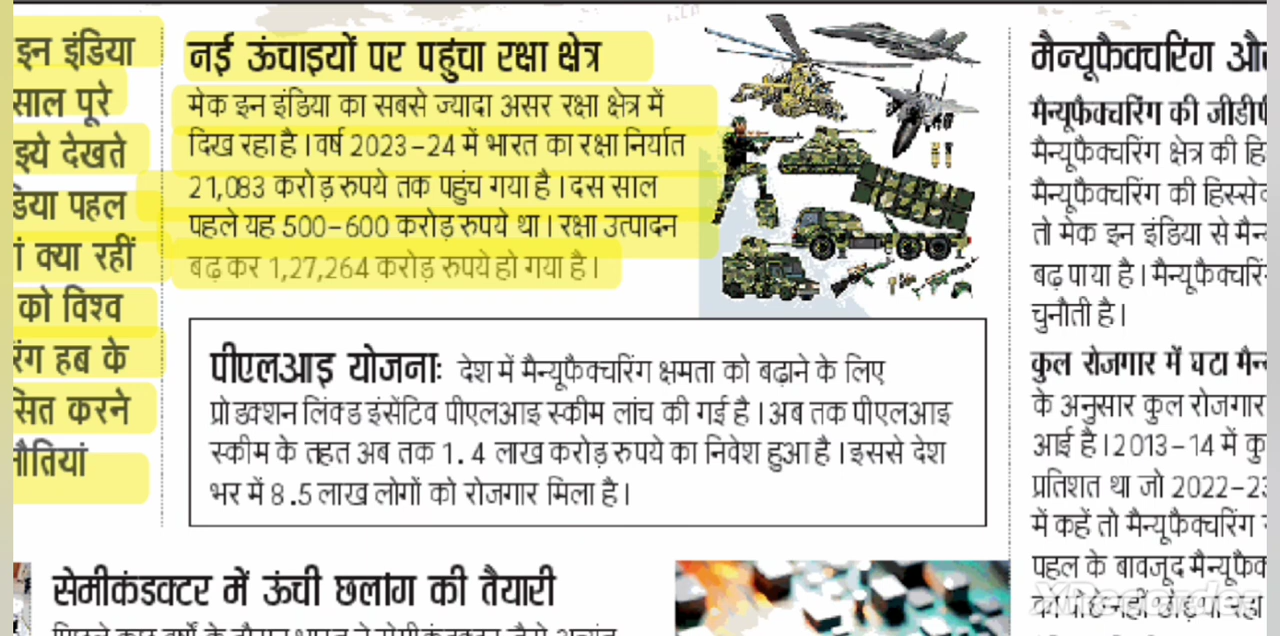 इन इंडिया
साल पूरे
इये देखते
डिया पहल
ां क्या रहीं
को विश्व
रंग हब के
सित करने
नौतियां
नई ऊंचाइयों पर पहुंचा रक्षा क्षेत्र
मेक इन इंडिया का सबसे ज्यादा असर रक्षा क्षेत्र में
दिख रहा है। वर्ष 2023-24 में भारत का रक्षा निर्यात
21,083 करोड़ रुपये तक पहुंच गया है। दस साल
पहले यह 500-600 करोड़ रुपये था। रक्षा उत्पादन
बढ़ कर 1,27,264 करोड़ रुपये हो गया है।
पीएलआइ योजना: देश में मैन्यूफैक्चरिंग क्षमता को बढ़ाने के लिए
प्रोडक्शन लिंक्ड इंसेंटिव पीएलआइ स्कीम लांच की गई है। अब तक पीएलआइ
स्कीम के तहत अब तक 1.4 लाख करोड़ रुपये का निवेश हुआ है। इससे देश
भर में 8.5 लाख लोगों को रोजगार मिला है।
सेमीकंडक्टर में ऊंची छलांग की तैयारी
मैन्यूफैक्चरिंग
मैन्यूफैक्चरिंग की
मैन्यूफैक्चरिंग क्षेत्र की
मैन्यूफैक्चरिंग की
तो मेक इन इंडिया से
बढ़ पाया है।
चुनौती है।
कुल रोजगार में घटा
के अनुसार कुल रोजगार
आई है। 2013-14 में
प्रतिशत था जो 2022-23
में कहें तो मैन्यूफैक्चरिंग
पहल के बावजूद
XRecorder